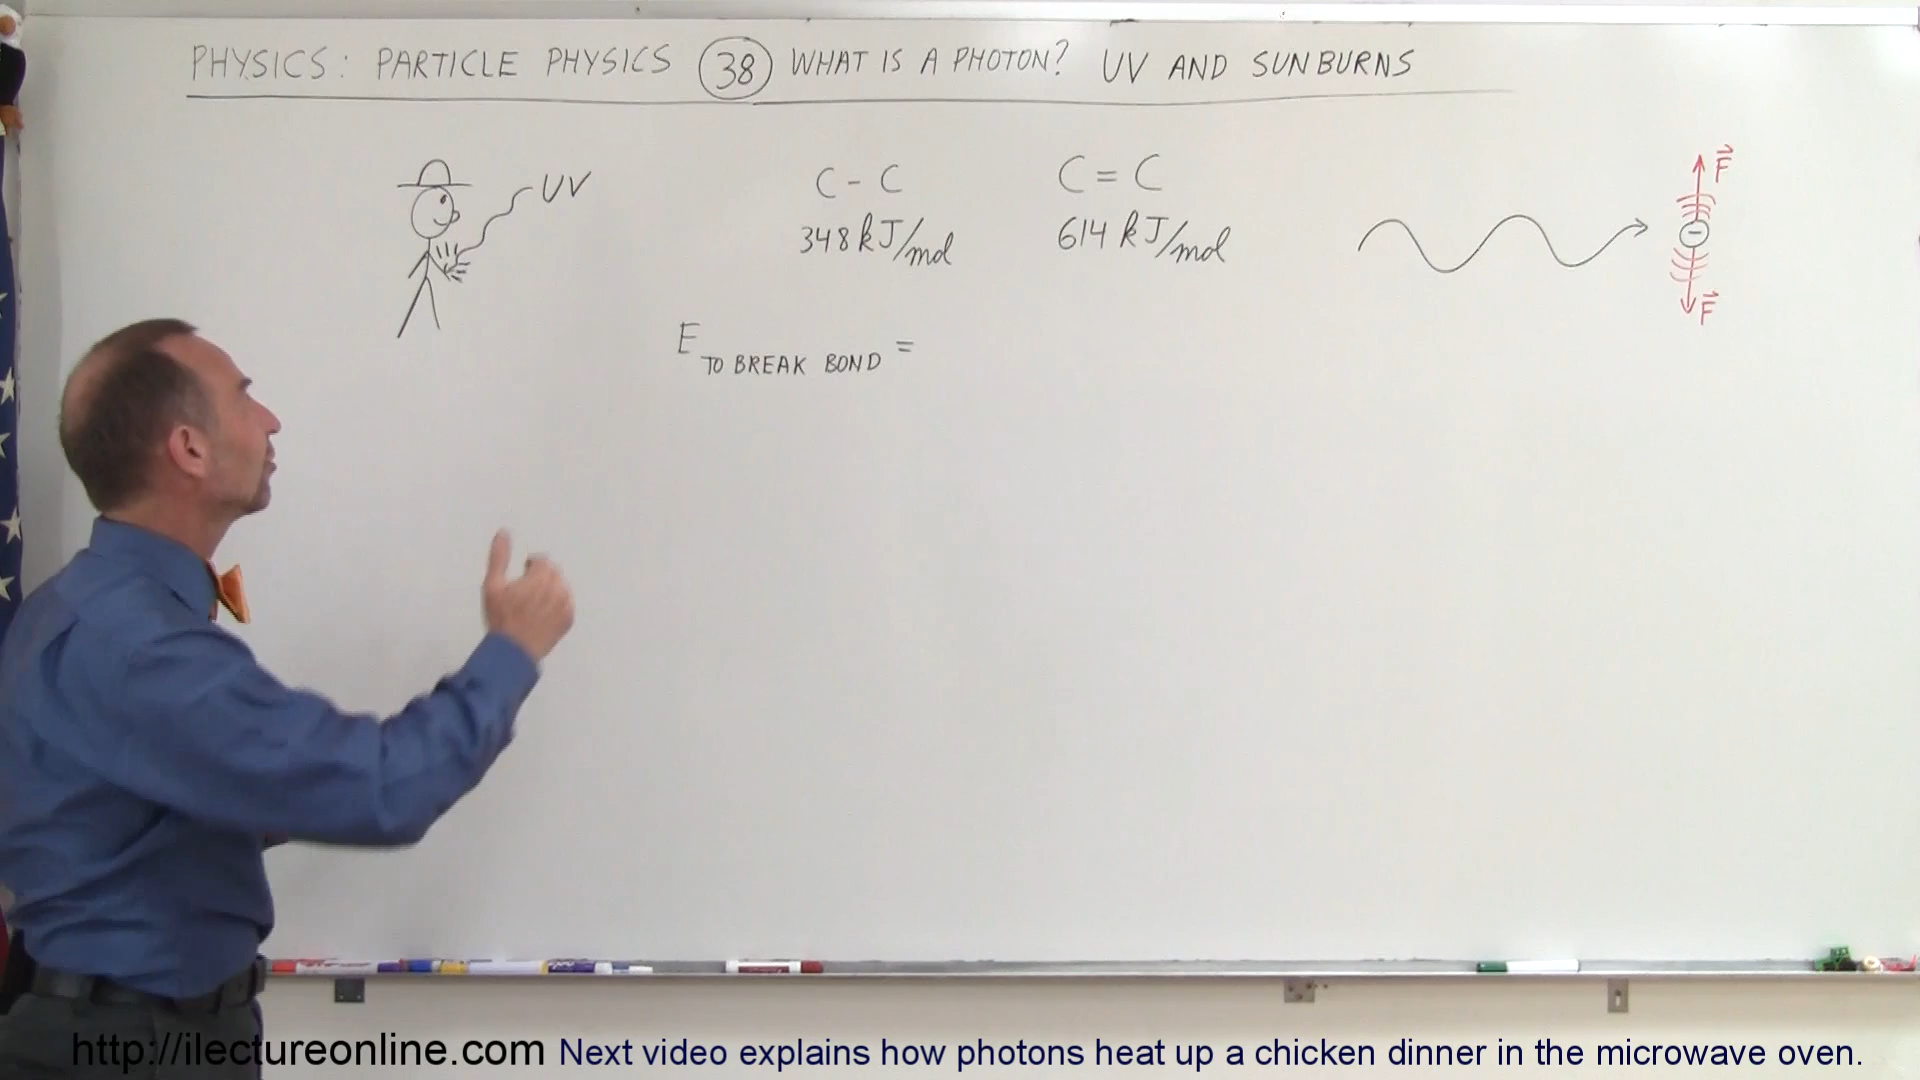 PHYSICS: PARTICLE PHYSICS 38 WHAT IS A PHOTON? UV AND SUNBURNS
UV
C - C
348 kJ/mol
C = C
614 kJ/mol
F
F
E TO BREAK BOND =
http://ilectureonline.com Next video explains how photons heat up a chicken dinner in the microwave oven.